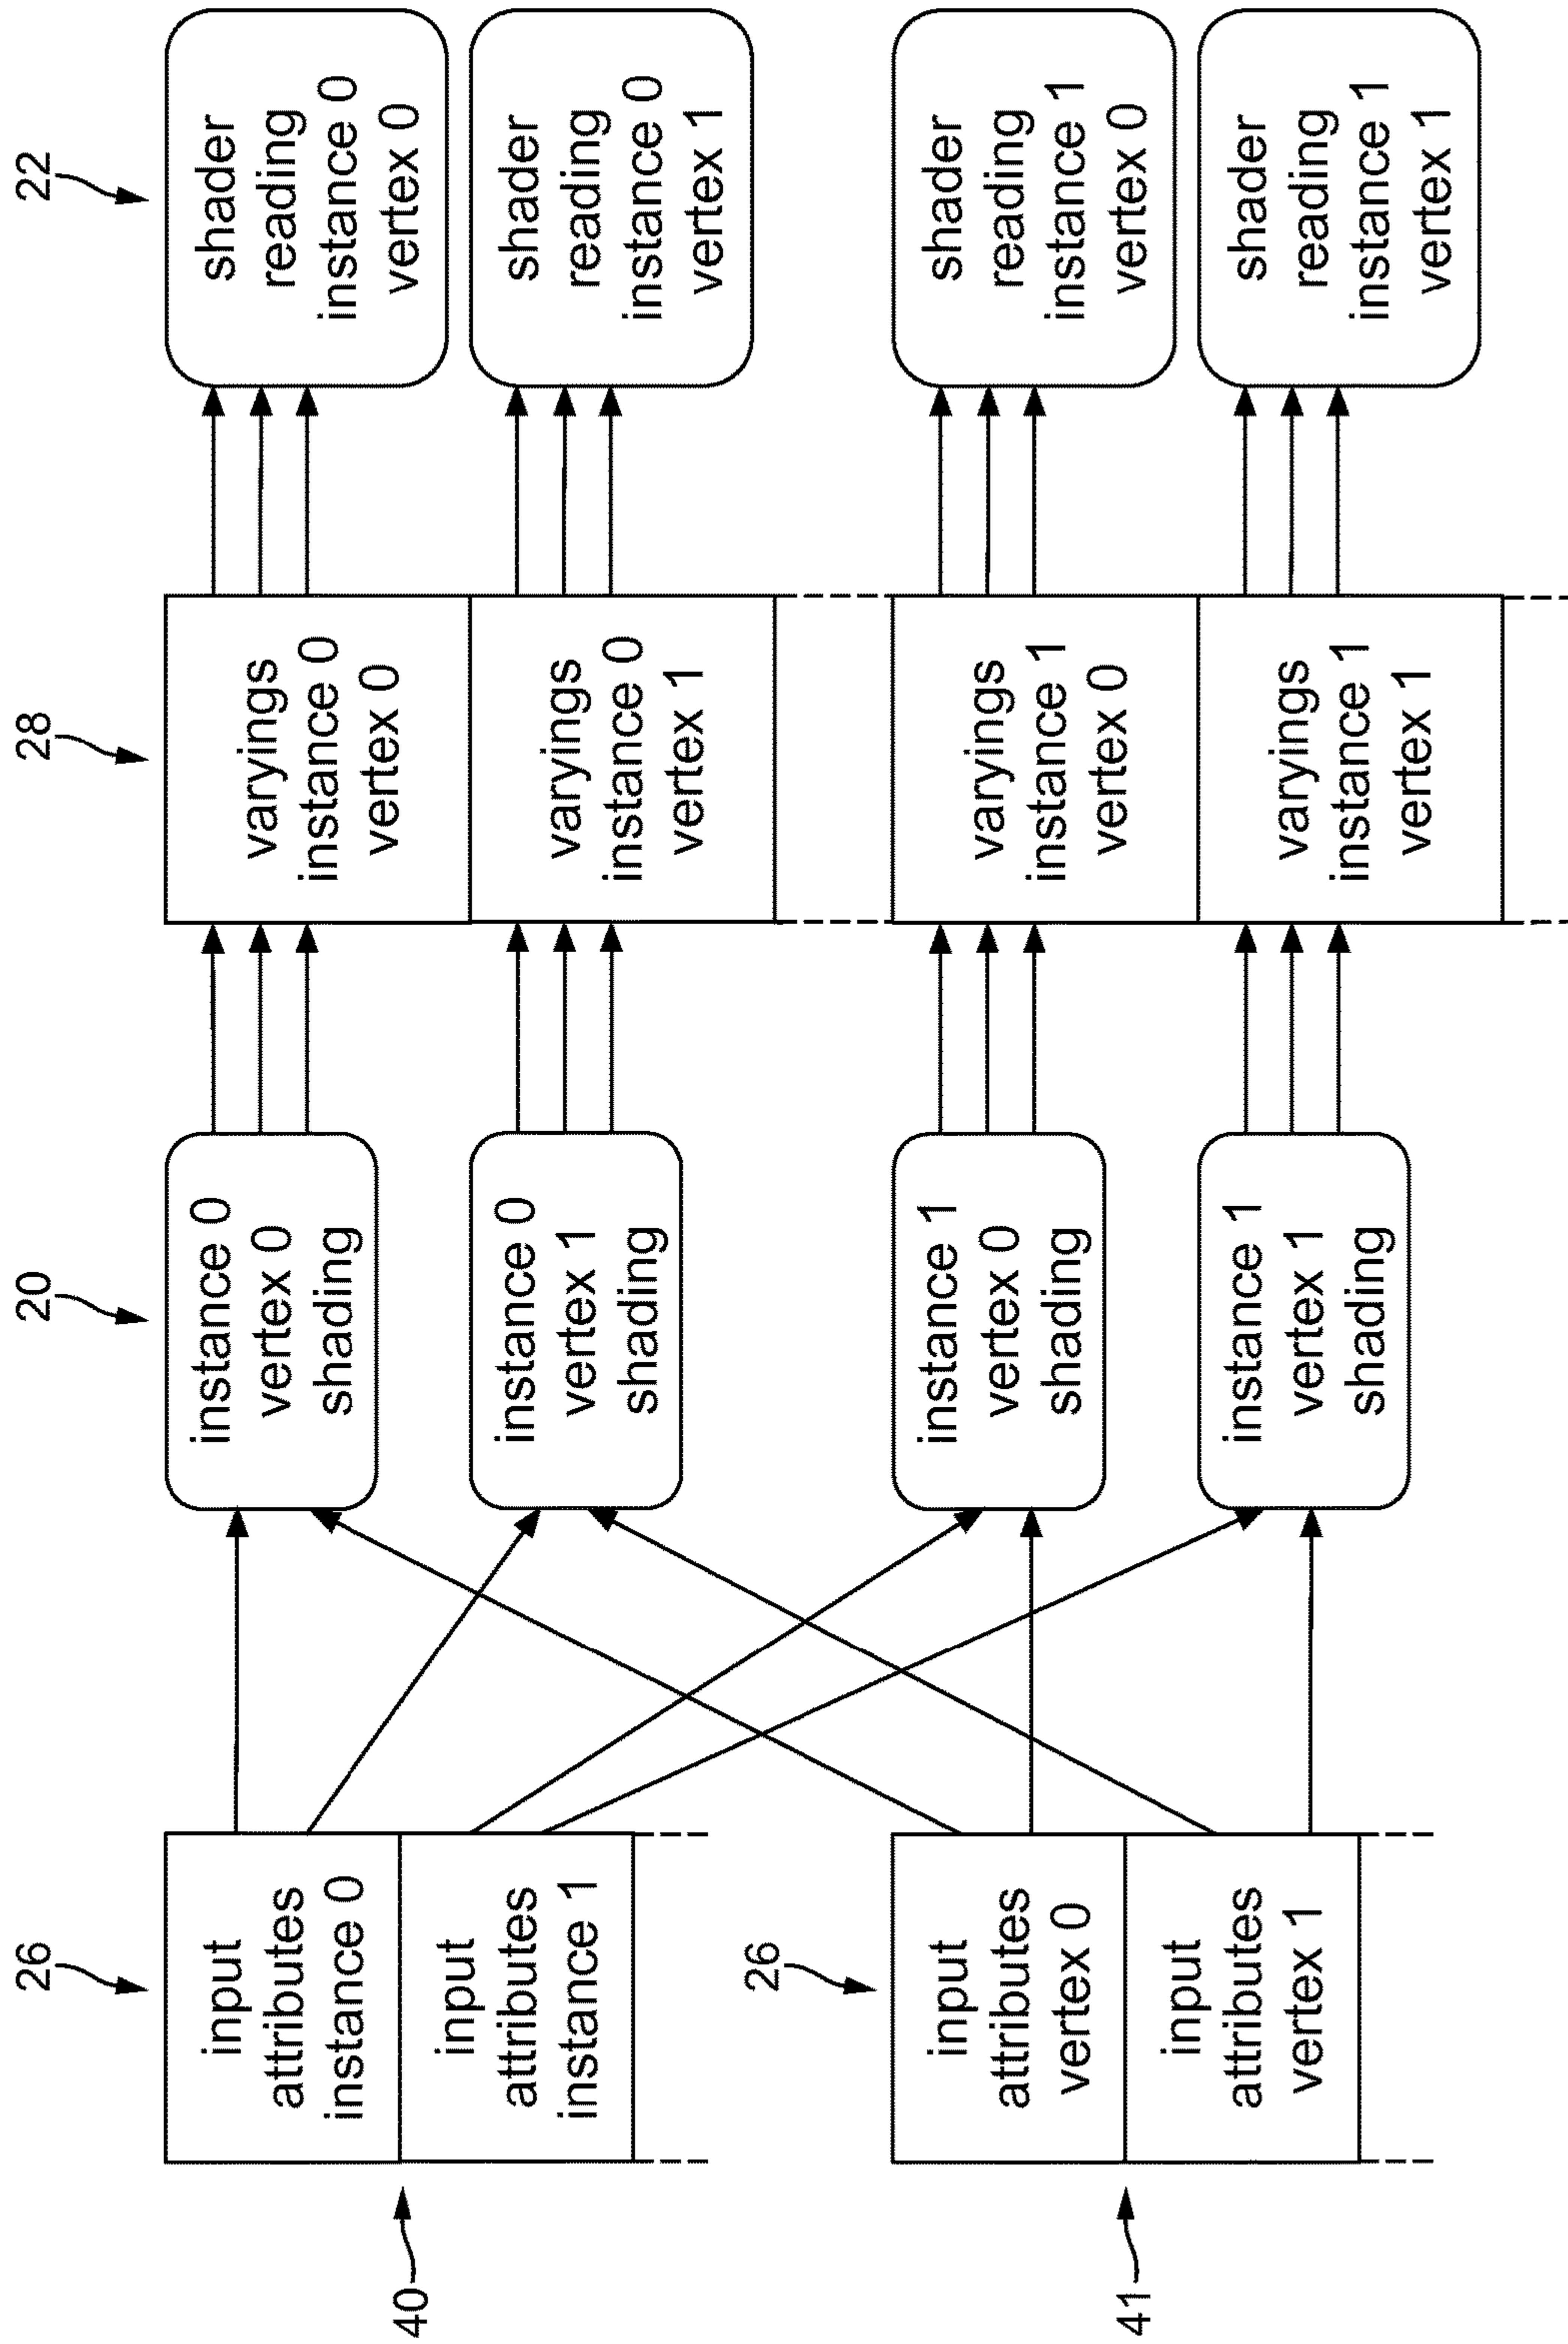 26
20
28
22
40
input
attributes
instance 0
input
attributes
instance 1
instance 0
vertex 0
shading
instance 0
vertex 1
shading
varyings
instance 0
vertex 0
varyings
instance 0
vertex 1
shader
reading
instance 0
vertex 0
shader
reading
instance 0
vertex 1
26
41
input
attributes
vertex 0
input
attributes
vertex 1
instance 1
vertex 0
shading
instance 1
vertex 1
shading
varyings
instance 1
vertex 0
varyings
instance 1
vertex 1
shader
reading
instance 1
vertex 0
shader
reading
instance 1
vertex 1